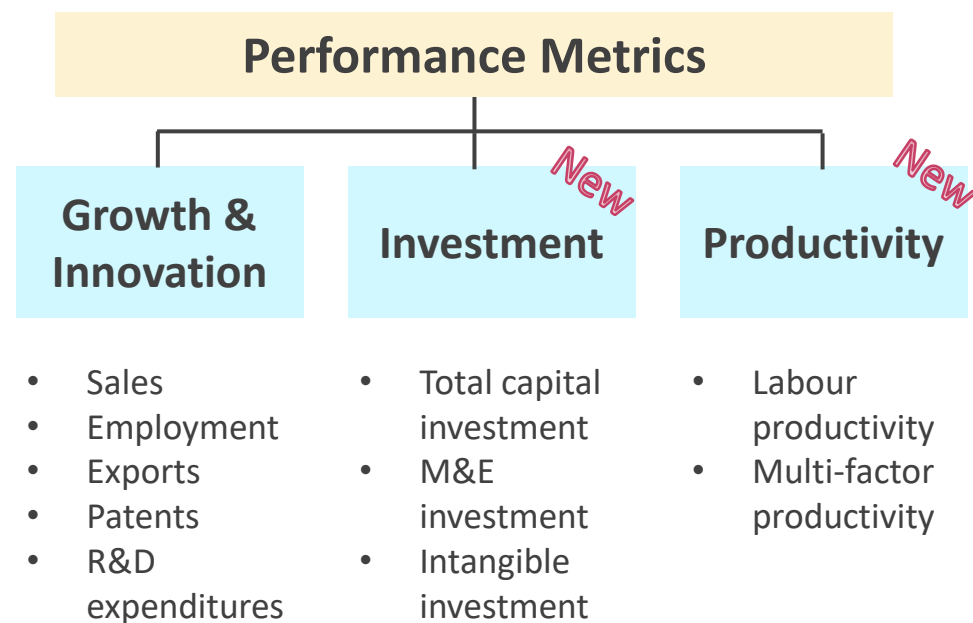 Performance Metrics
Growth &
Innovation
• Sales
• Employment
• Exports
• Patents
• R&D
expenditures
New
Investment
• Total capital
investment
• M&E
investment
• Intangible
investment
New
Productivity
• Labour
productivity
• Multi-factor
productivity